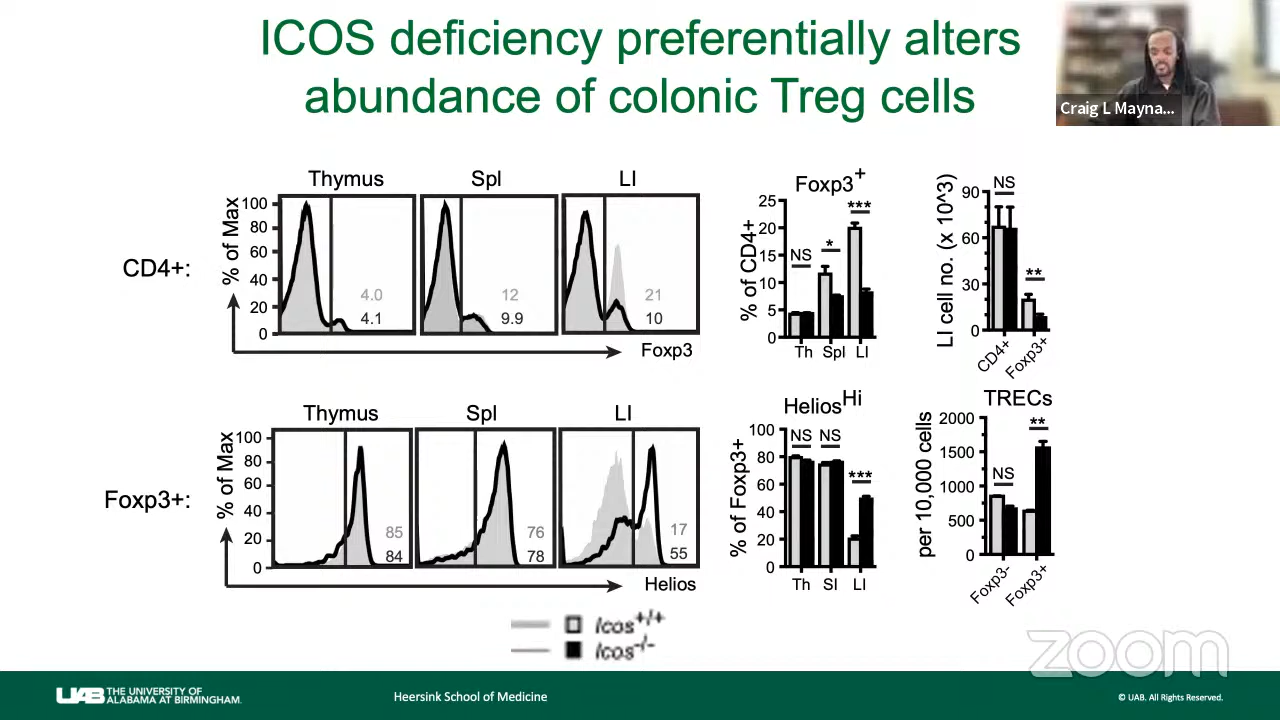 ICOS deficiency preferentially alters
abundance of colonic Treg cells
Craig L Mayna...
Thymus Spl LI
CD4+:
% of Max
100
80
60
40
20
0
4.0
4.1
12
9.9
21
10
Foxp3
Foxp3+
% of CD4+
25
20
15
10
5
0
NS * ***
Th Spl LI
LI cell no. (x 10^3)
90
60
30
0
NS
**
CD4+ Foxp3+
Thymus Spl LI
Foxp3+:
% of Max
100
80
60
40
20
0
85
84
76
78
17
55
Helios
HeliosHi
% of Foxp3+
100
80
60
40
20
0
NS NS ***
Th SI LI
TRECs
per 10,000 cells
2000
1500
1000
500
0
NS **
Foxp3- Foxp3+
Icos+/+
Icos-/-
zoom
UAB THE UNIVERSITY OF
ALABAMA AT BIRMINGHAM.
Heersink School of Medicine
© UAB. All Rights Reserved.